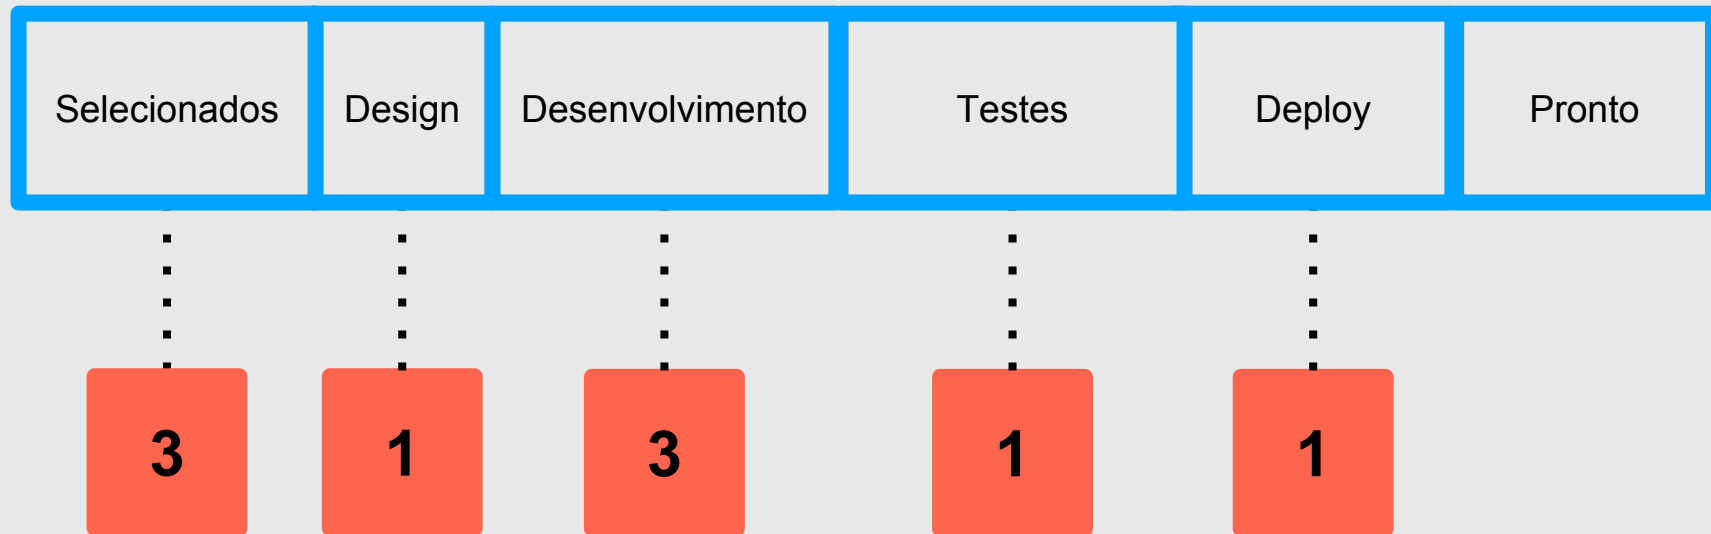 Selecionados
Design
Desenvolvimento
Testes
Deploy
Pronto
3
1
3
1
1